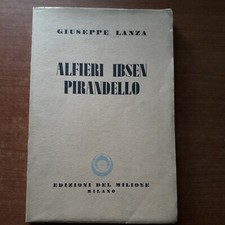 GIUSEPPE LANZA
ALFIERI IBSEN
PIRANDELLO
EDIZIONI DEL MILIONE
MILANO